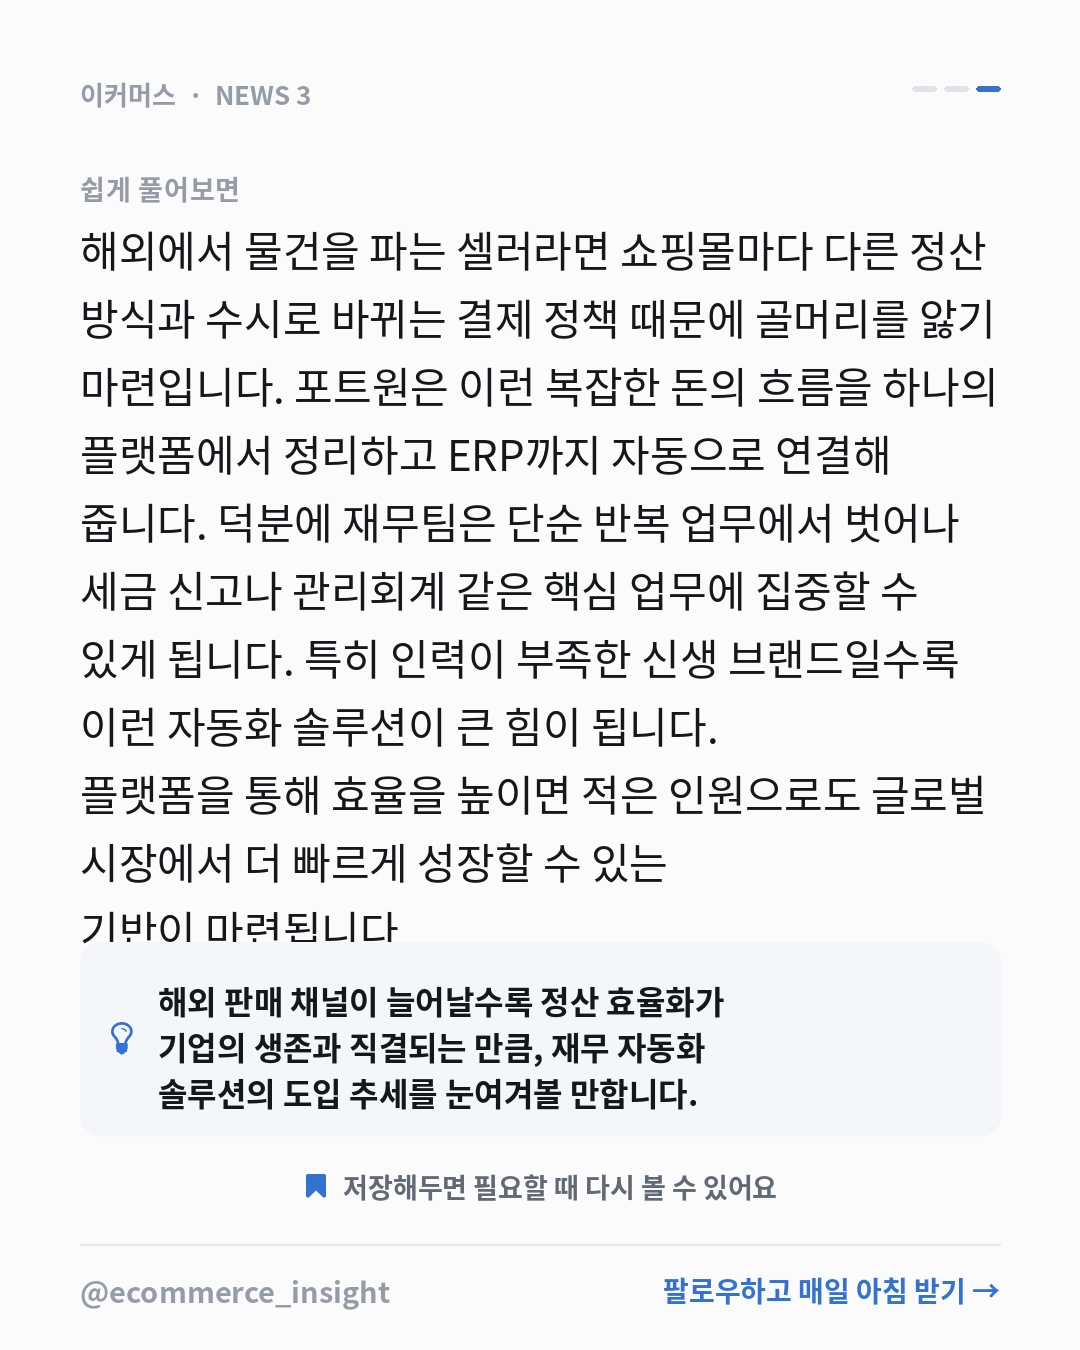 이커머스 · NEWS 3
쉽게 풀어보면
해외에서 물건을 파는 셀러라면 쇼핑몰마다 다른 정산
방식과 수시로 바뀌는 결제 정책 때문에 골머리를 앓기
마련입니다. 포트원은 이런 복잡한 돈의 흐름을 하나의
플랫폼에서 정리하고 ERP까지 자동으로 연결해
줍니다. 덕분에 재무팀은 단순 반복 업무에서 벗어나
세금 신고나 관리회계 같은 핵심 업무에 집중할 수
있게 됩니다. 특히 인력이 부족한 신생 브랜드일수록
이런 자동화 솔루션이 큰 힘이 됩니다.
플랫폼을 통해 효율을 높이면 적은 인원으로도 글로벌
시장에서 더 빠르게 성장할 수 있는
기반이 마련됩니다
해외 판매 채널이 늘어날수록 정산 효율화가
기업의 생존과 직결되는 만큼, 재무 자동화
솔루션의 도입 추세를 눈여겨볼 만합니다.
저장해두면 필요할 때 다시 볼 수 있어요
@ecommerce_insight
팔로우하고 매일 아침 받기 →